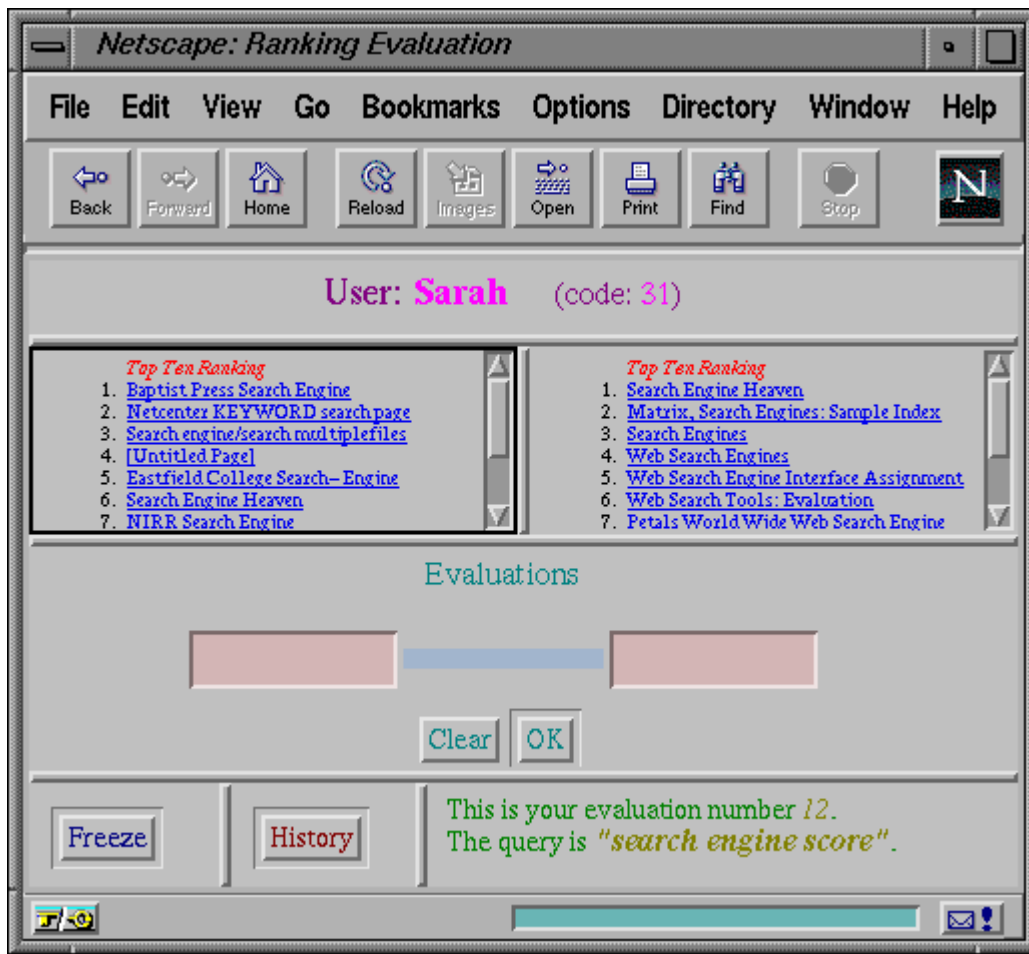 Netscape: Ranking Evaluation
File Edit View Go Bookmarks Options Directory Window Help
Back Forward Home Reload Images Open Print Find Stop N
User: Sarah (code: 31)
Top Ten Ranking
1. Baptist Press Search Engine
2. Netcenter KEYWORD search page
3. Search engine/search multiplefiles
4. [Untitled Page]
5. Eastfield College Search–Engine
6. Search Engine Heaven
7. NIRR Search Engine
Top Ten Ranking
1. Search Engine Heaven
2. Matrix, Search Engines: Sample Index
3. Search Engines
4. Web Search Engines
5. Web Search Engine Interface Assignment
6. Web Search Tools: Evaluation
7. Petals World Wide Web Search Engine
Evaluations
Clear OK
Freeze
History
This is your evaluation number 12.
The query is "search engine score".